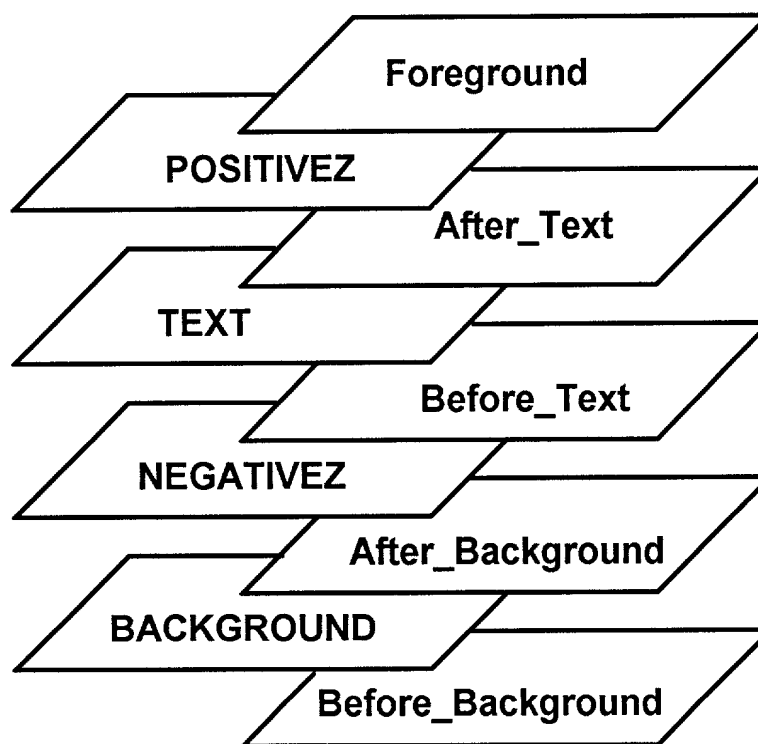 Foreground
POSITIVEZ
After_Text
TEXT
Before_Text
NEGATIVEZ
After_Background
BACKGROUND
Before_Background